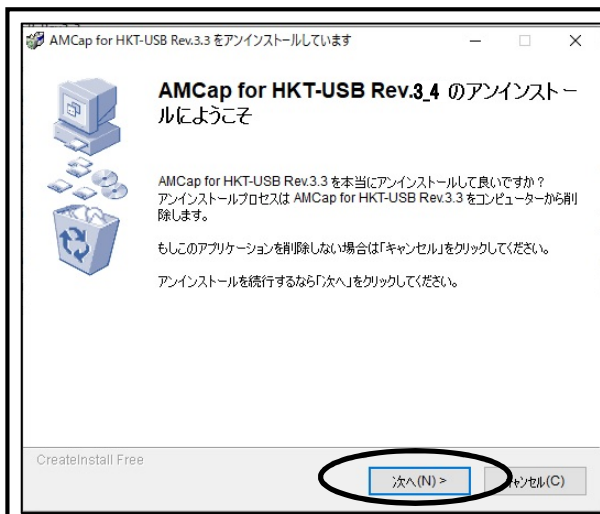 AMCap for HKT-USB Rev.3.3 をアンインストールしています
AMCap for HKT-USB Rev.3_4 のアンインストー
ルにようこそ
AMCap for HKT-USB Rev.3.3 を本当にアンインストールして良いですか？
アンインストールプロセスは AMCap for HKT-USB Rev.3.3 をコンピューターから削
除します。
もしこのアプリケーションを削除しない場合は「キャンセル」をクリックしてください。
アンインストールを続行するなら「次へ」をクリックしてください。
CreateInstall Free
次へ(N) >
ャンセル(C)